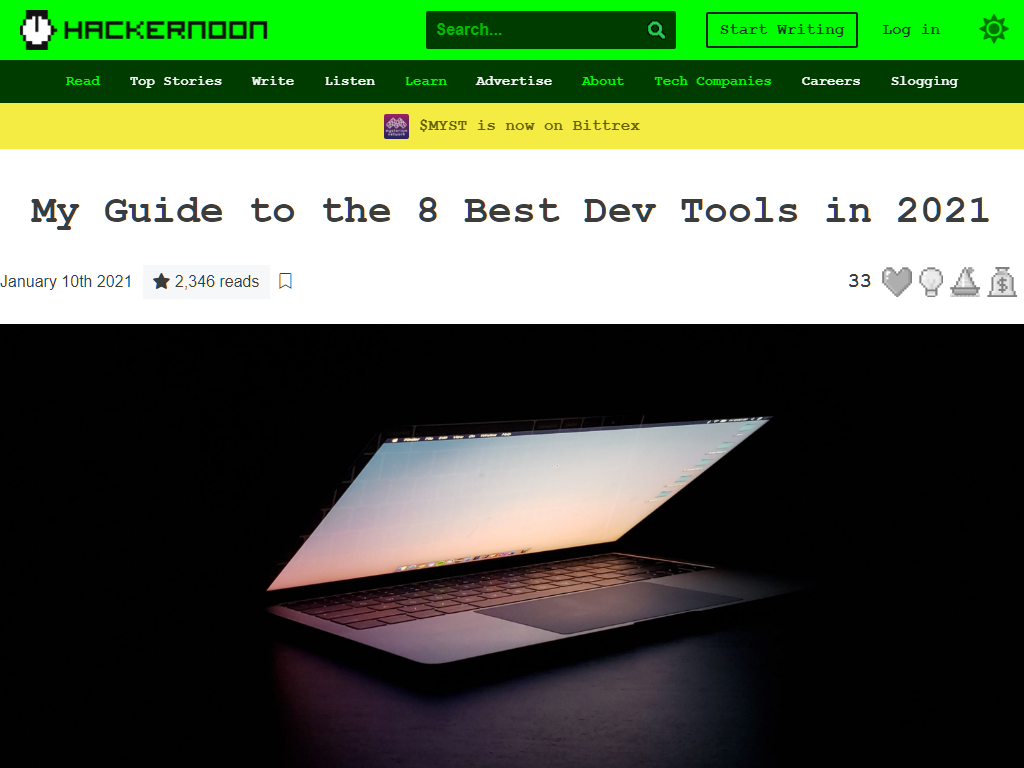 HACKERNOON
Search...
Start Writing
Log in
Read Top Stories Write Listen Learn Advertise About Tech Companies Careers Slogging
$MYST is now on Bittrex
My Guide to the 8 Best Dev Tools in 2021
January 10th 2021
2,346 reads
33